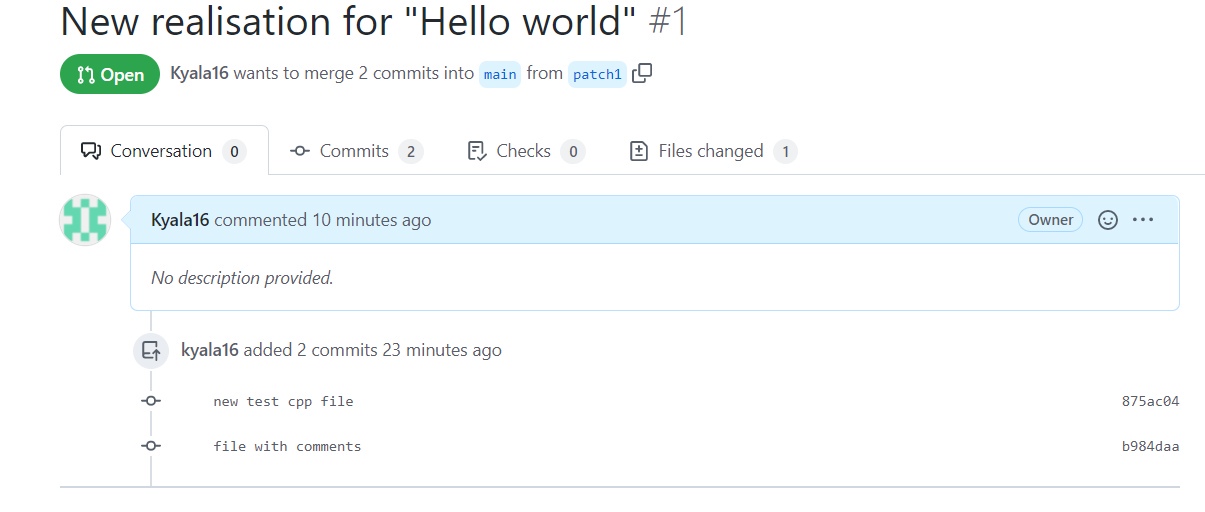 New realisation for "Hello world" #1
Open Kyala16 wants to merge 2 commits into main from patch1
Conversation 0 Commits 2 Checks 0 Files changed 1
Kyala16 commented 10 minutes ago Owner
No description provided.
kyala16 added 2 commits 23 minutes ago
new test cpp file 875ac04
file with comments b984daa